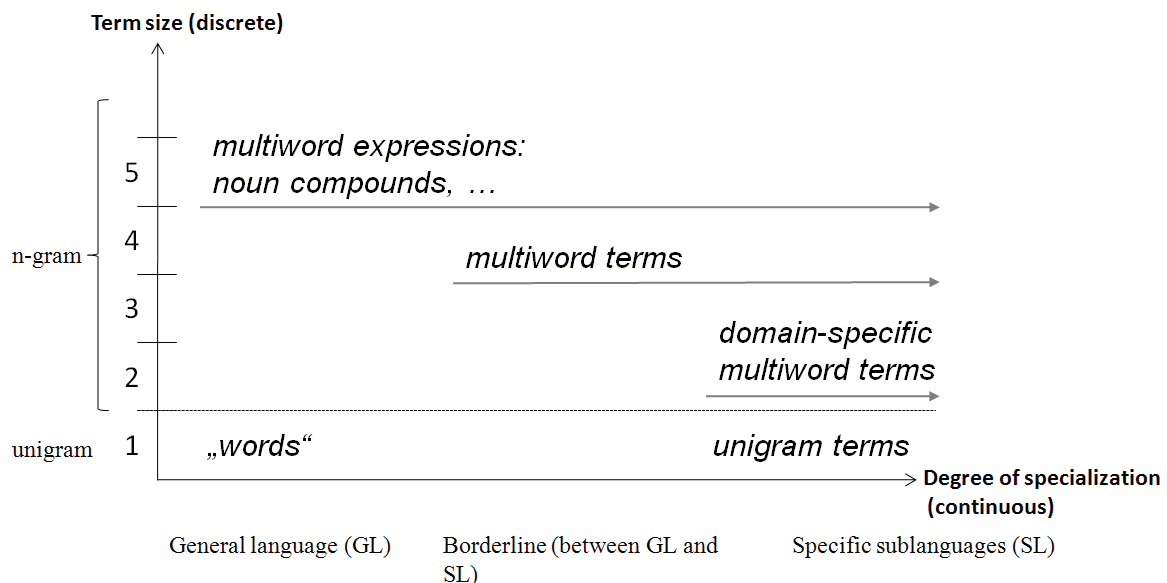 Term size (discrete)
multiword expressions:
noun compounds, …
5
4
n-gram
multiword terms
3
domain-specific
multiword terms
2
unigram
1
„words“
unigram terms
Degree of specialization
(continuous)
General language (GL)
Borderline (between GL and
SL)
Specific sublanguages (SL)